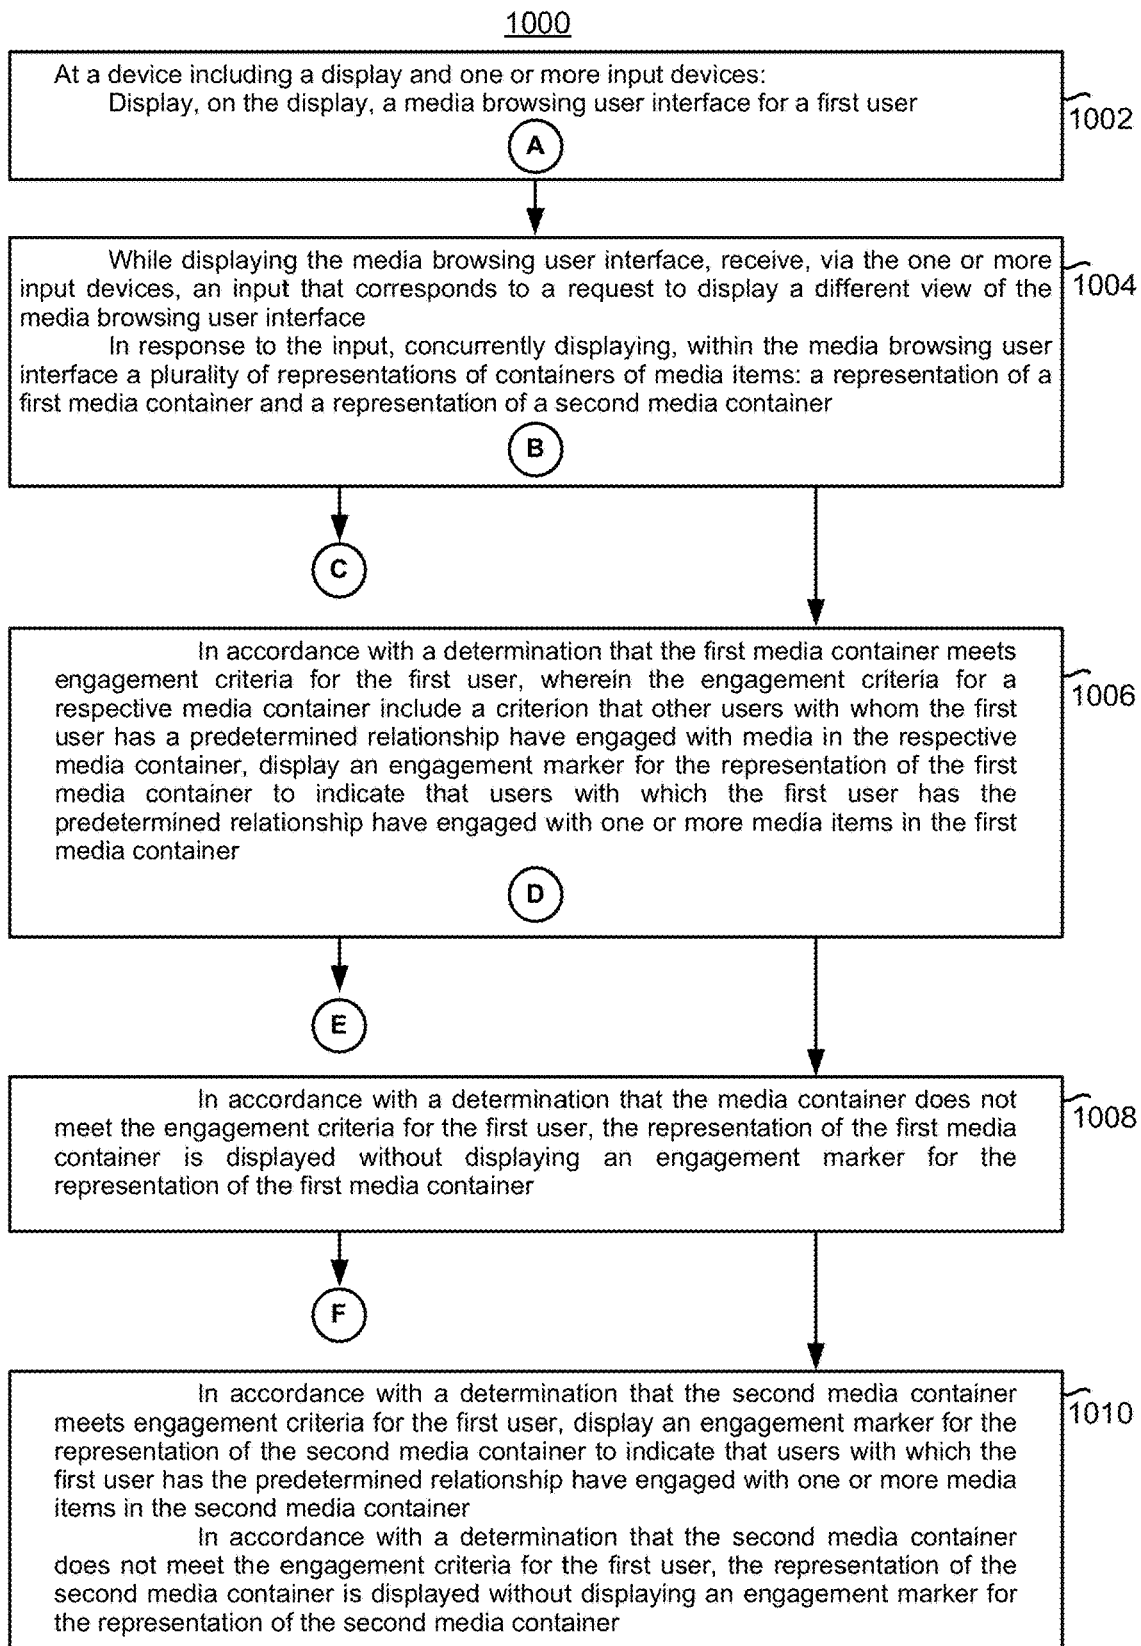 1000
At a device including a display and one or more input devices:
Display, on the display, a media browsing user interface for a first user
1002
A
While displaying the media browsing user interface, receive, via the one or more
input devices, an input that corresponds to a request to display a different view of the
media browsing user interface
1004
In response to the input, concurrently displaying, within the media browsing user
interface a plurality of representations of containers of media items: a representation of a
first media container and a representation of a second media container
B
C
In accordance with a determination that the first media container meets
engagement criteria for the first user, wherein the engagement criteria for a
respective media container include a criterion that other users with whom the first
user has a predetermined relationship have engaged with media in the respective
media container, display an engagement marker for the representation of the first
media container to indicate that users with which the first user has the
predetermined relationship have engaged with one or more media items in the first
media container
1006
D
E
In accordance with a determination that the media container does not
meet the engagement criteria for the first user, the representation of the first media
container is displayed without displaying an engagement marker for the
representation of the first media container
1008
F
In accordance with a determination that the second media container
meets engagement criteria for the first user, display an engagement marker for the
representation of the second media container to indicate that users with which the
first user has the predetermined relationship have engaged with one or more media
items in the second media container
1010
In accordance with a determination that the second media container
does not meet the engagement criteria for the first user, the representation of the
second media container is displayed without displaying an engagement marker for
the representation of the second media container